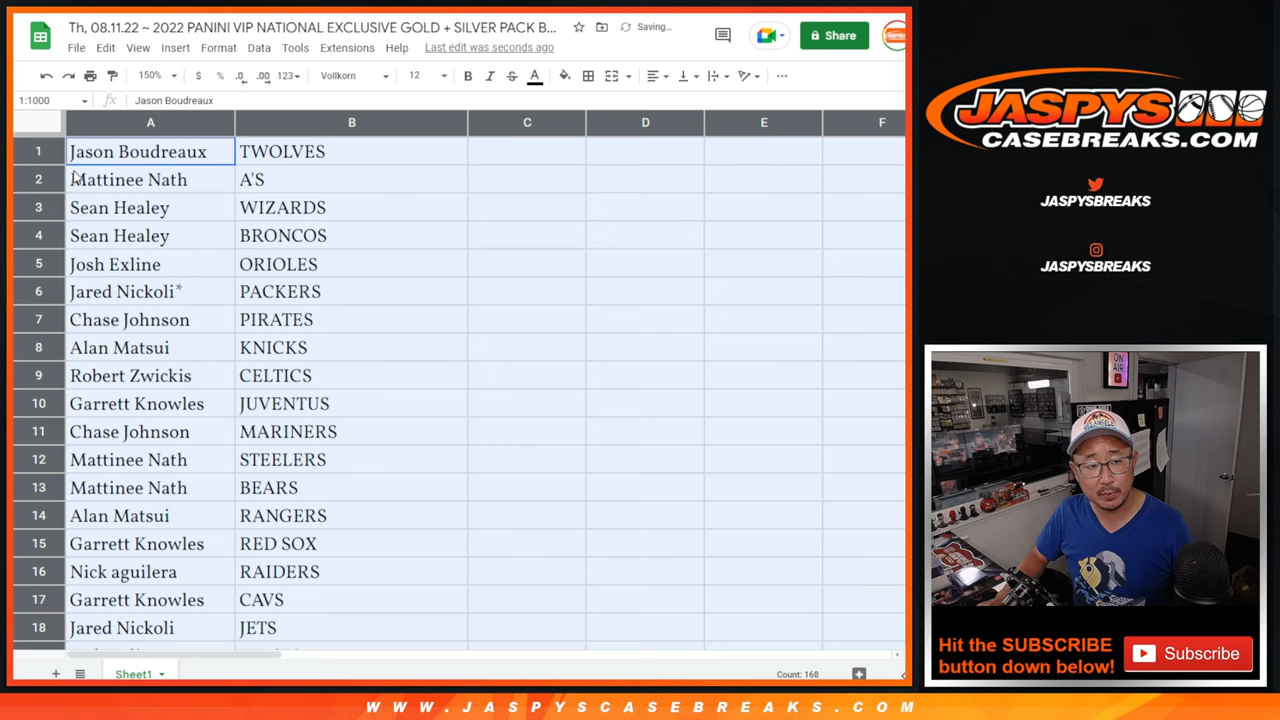 Th, 08.11.22 ~ 2022 PANINI VIP NATIONAL EXCLUSIVE GOLD + SILVER PACK B...
Saving...
File Edit View Insert Format Data Tools Extensions Help Last edit was seconds ago
Share
150% $ % .0 .00 123 Vollkorn 12 B I S A
1:1000 fx Jason Boudreaux
A B C D E F
1 Jason Boudreaux TWOLVES
2 Mattinee Nath A'S
3 Sean Healey WIZARDS
4 Sean Healey BRONCOS
5 Josh Exline ORIOLES
6 Jared Nickoli* PACKERS
7 Chase Johnson PIRATES
8 Alan Matsui KNICKS
9 Robert Zwickis CELTICS
10 Garrett Knowles JUVENTUS
11 Chase Johnson MARINERS
12 Mattinee Nath STEELERS
13 Mattinee Nath BEARS
14 Alan Matsui RANGERS
15 Garrett Knowles RED SOX
16 Nick aguilera RAIDERS
17 Garrett Knowles CAVS
18 Jared Nickoli JETS
Sheet1 Count: 168
JASPYS
CASEBREAKS.COM
JASPYSBREAKS
JASPYSBREAKS
ON AIR
Hit the SUBSCRIBE
button down below!
Subscribe
WWW.JASPYSCASEBREAKS.COM